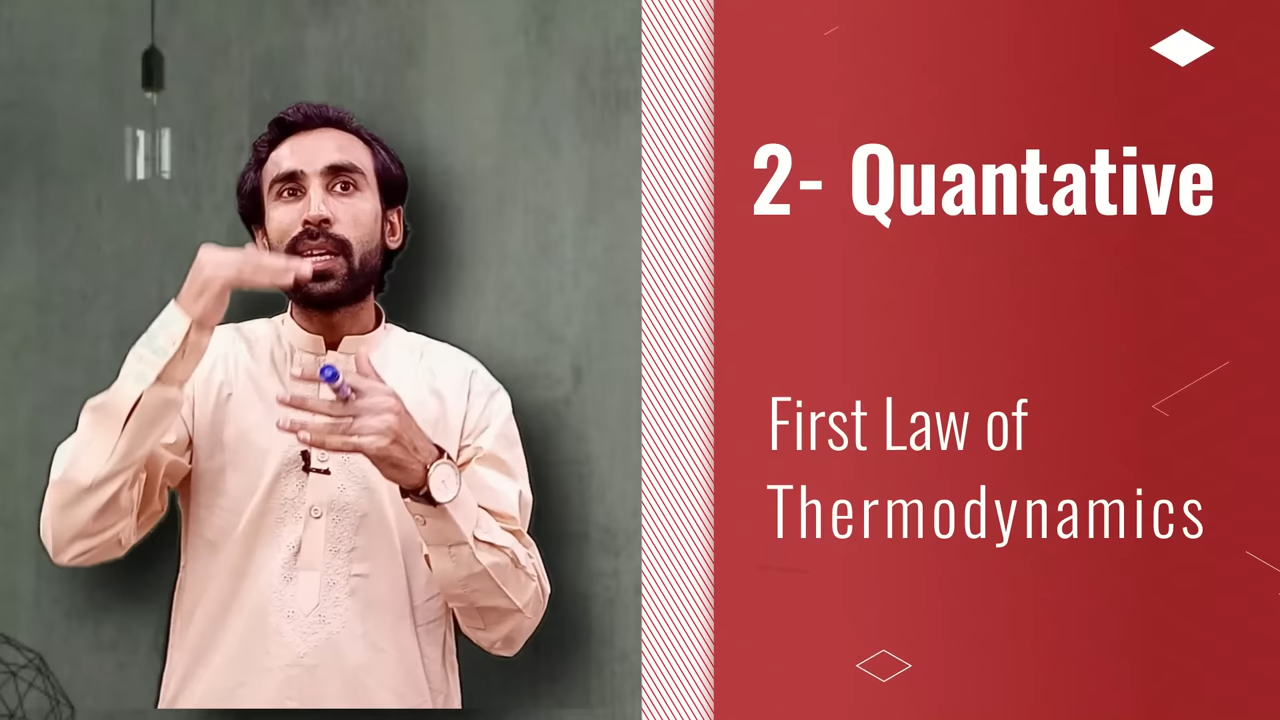 2- Quantative
First Law of
Thermodynamics